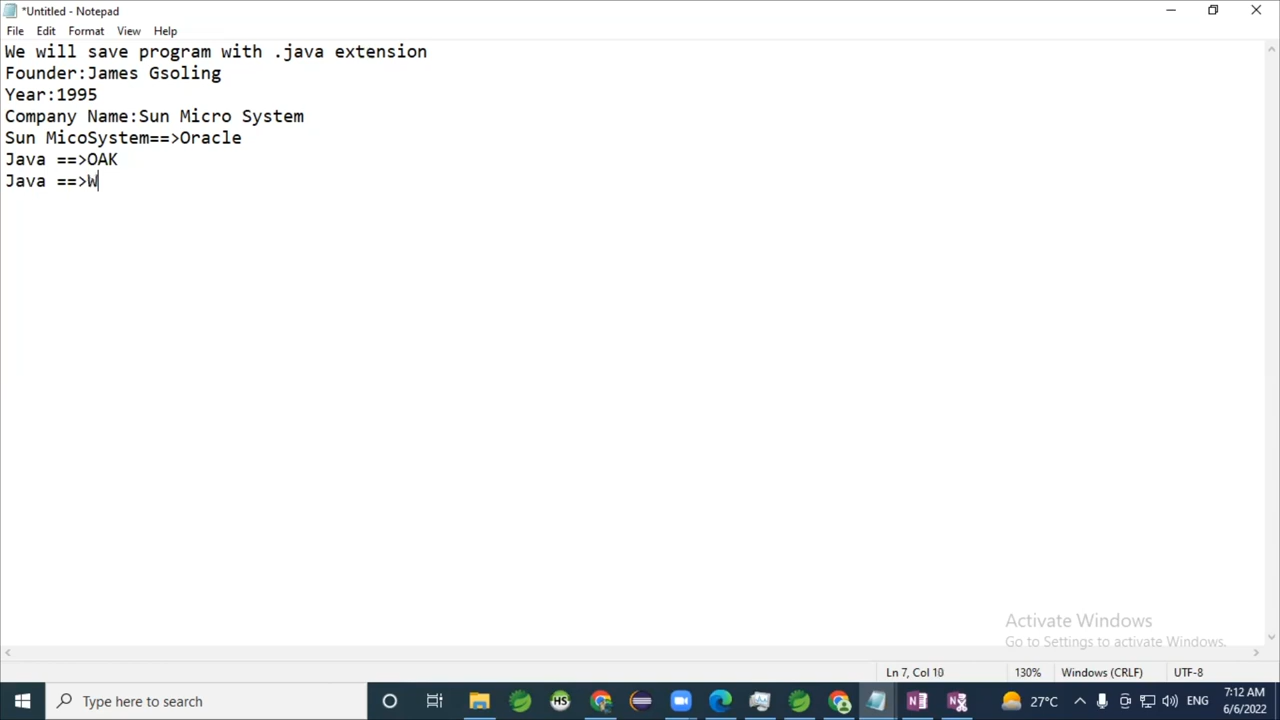 *Untitled - Notepad
File Edit Format View Help
We will save program with .java extension
Founder:James Gsoling
Year:1995
Company Name:Sun Micro System
Sun MicoSystem==>Oracle
Java ==>OAK
Java ==>W
Activate Windows
Go to Settings to activate Windows.
Ln 7, Col 10 130% Windows (CRLF) UTF-8
Type here to search HS 27°C ENG 7:12 AM
6/6/2022